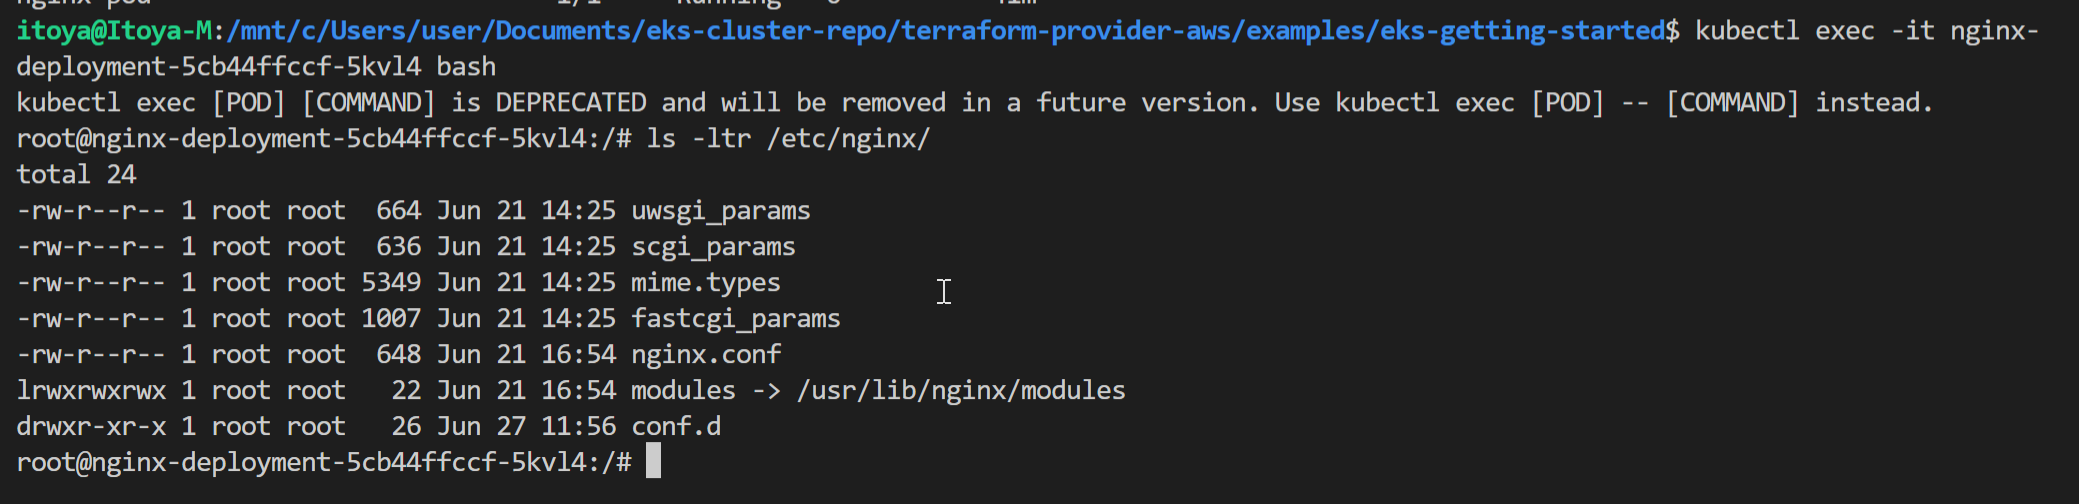 itoya@Itoya-M:/mnt/c/Users/user/Documents/eks-cluster-repo/terraform-provider-aws/examples/eks-getting-started$ kubectl exec -it nginx-
deployment-5cb44ffccf-5kvl4 bash
kubectl exec [POD] [COMMAND] is DEPRECATED and will be removed in a future version. Use kubectl exec [POD] -- [COMMAND] instead.
root@nginx-deployment-5cb44ffccf-5kvl4:/# ls -ltr /etc/nginx/
total 24
-rw-r--r-- 1 root root  664 Jun 21 14:25 uwsgi_params
-rw-r--r-- 1 root root  636 Jun 21 14:25 scgi_params
-rw-r--r-- 1 root root 5349 Jun 21 14:25 mime.types
-rw-r--r-- 1 root root 1007 Jun 21 14:25 fastcgi_params
-rw-r--r-- 1 root root  648 Jun 21 16:54 nginx.conf
lrwxrwxrwx 1 root root   22 Jun 21 16:54 modules -> /usr/lib/nginx/modules
drwxr-xr-x 1 root root   26 Jun 27 11:56 conf.d
root@nginx-deployment-5cb44ffccf-5kvl4:/#